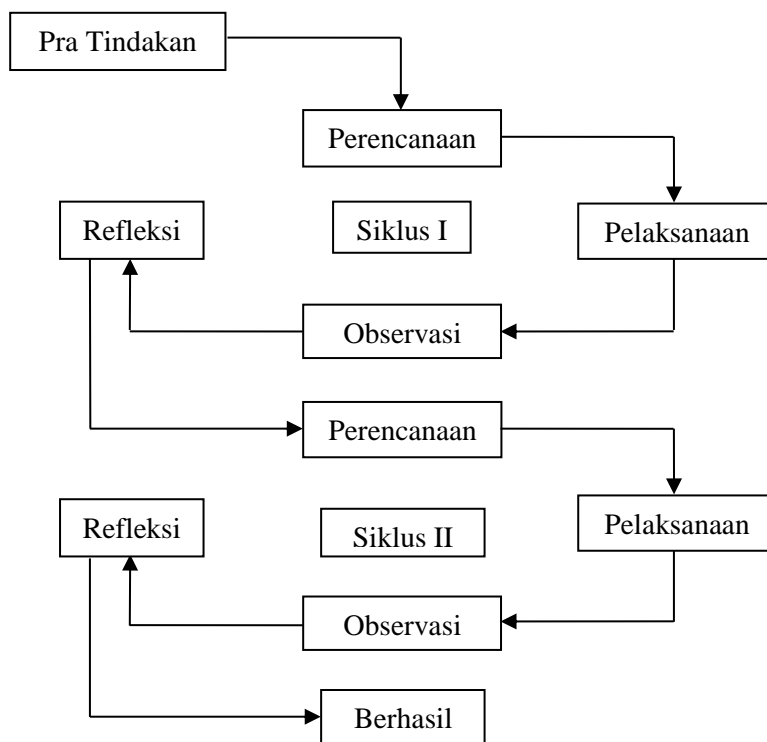 Pra Tindakan
Perencanaan
Refleksi
Siklus I
Pelaksanaan
Observasi
Perencanaan
Refleksi
Siklus II
Pelaksanaan
Observasi
Berhasil